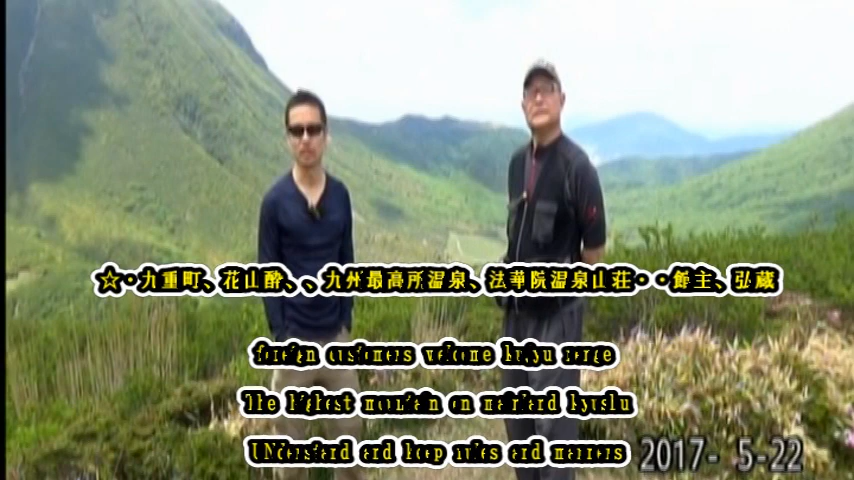 ☆・九重町、花山酔、、九州最高所温泉、法華院温泉山荘・・館主、弘蔵
foreign customers welcome kujyu range
The highest mountain on mainland kyushu
UNderstand and keep rules and manners
2017- 5-22